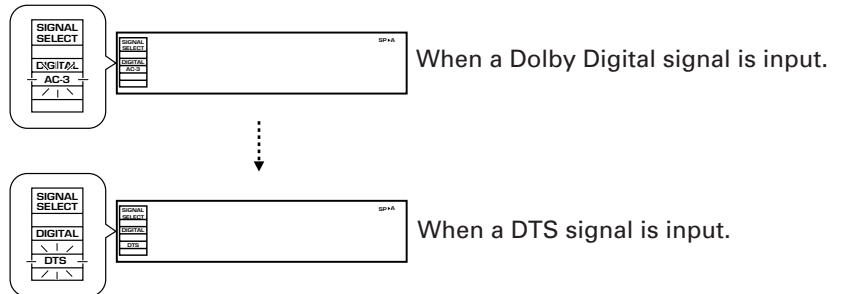 SIGNAL
SELECT
DIGITAL
AC-3
SIGNAL
SELECT
DIGITAL
AC-3
SP►A
When a Dolby Digital signal is input.
SIGNAL
SELECT
DIGITAL
DTS
SIGNAL
SELECT
DIGITAL
DTS
SP►A
When a DTS signal is input.